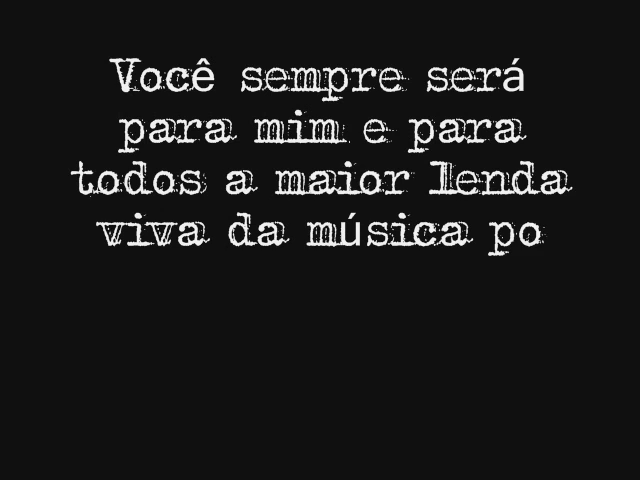 Você sempre será
para mim e para
todos a maior lenda
viva da música po